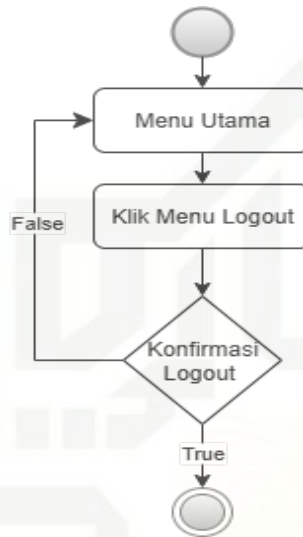 Menu Utama
Klik Menu Logout
False
Konfirmasi
Logout
True